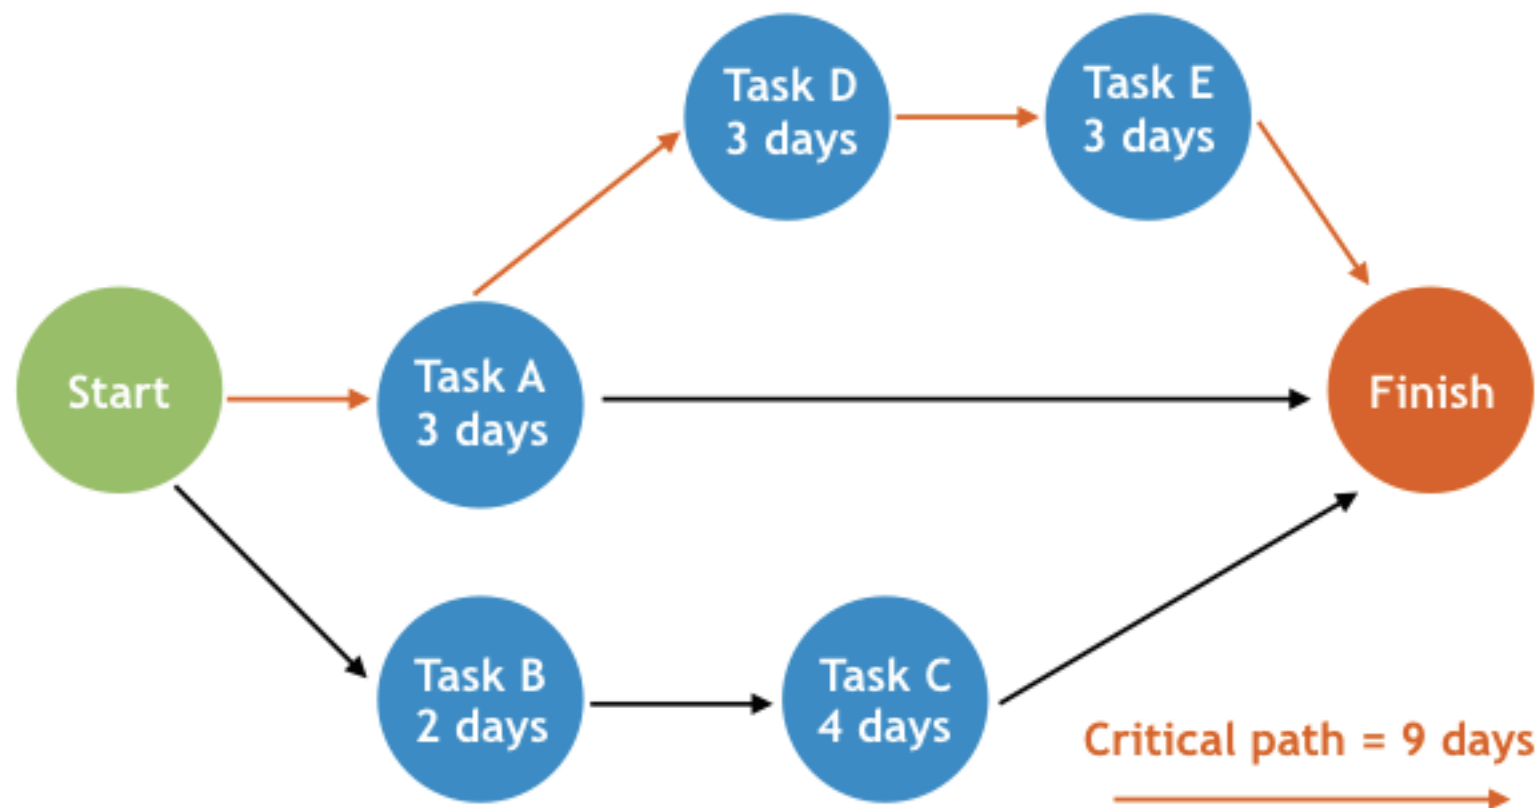 Task D
3 days
Task E
3 days
Start
Task A
3 days
Finish
Task B
2 days
Task C
4 days
Critical path = 9 days